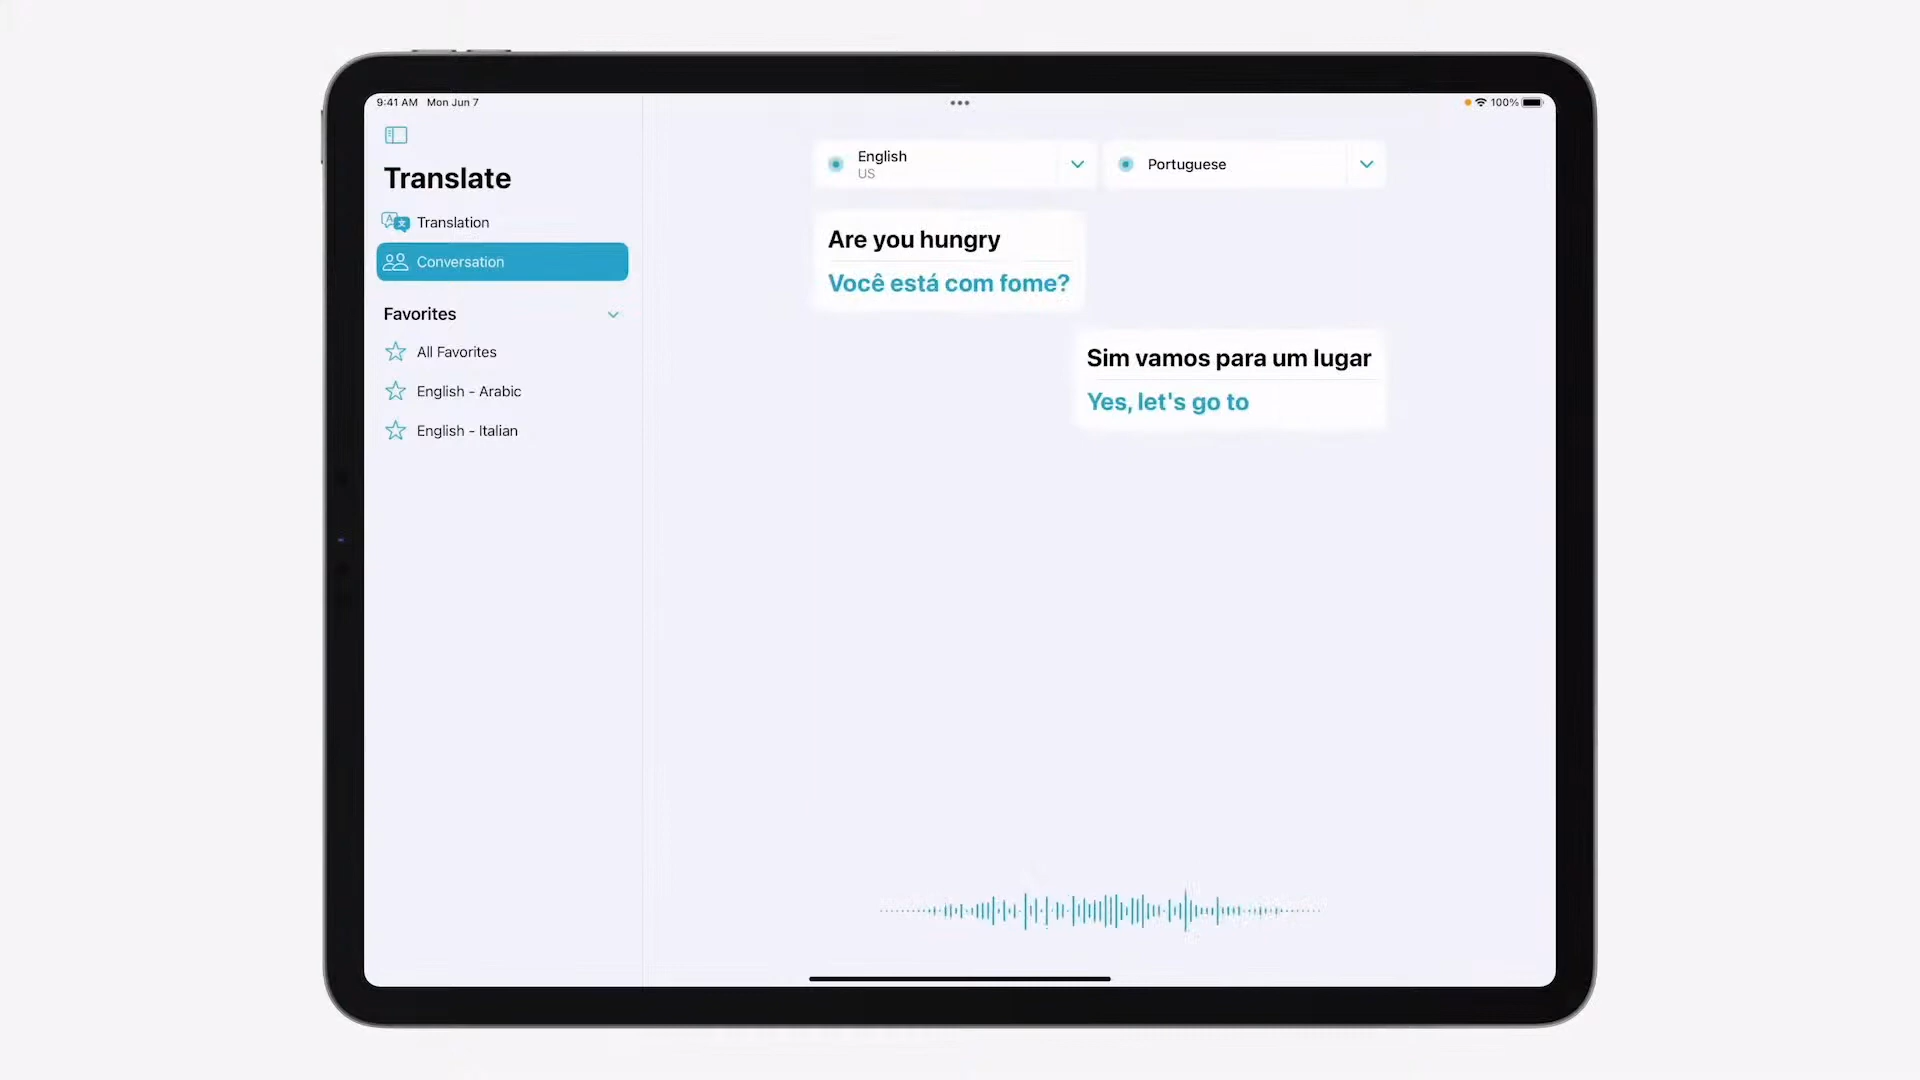 9:41 AM Mon Jun 7
100%
Translate
Translation
Conversation
Favorites
All Favorites
English - Arabic
English - Italian
English
US
Portuguese
Are you hungry
Você está com fome?
Sim vamos para um lugar
Yes, let's go to